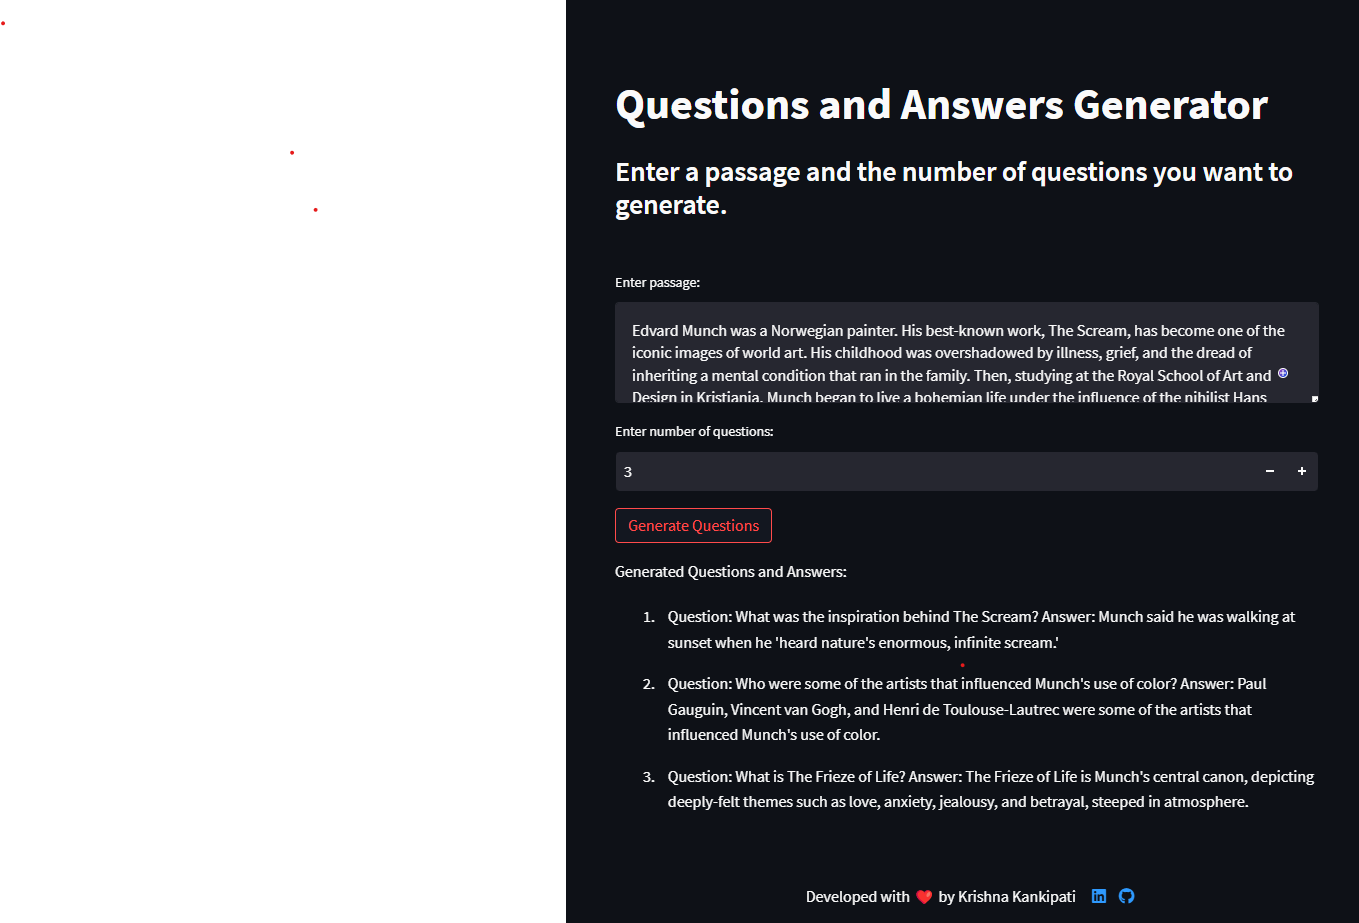 Questions and Answers Generator
Enter a passage and the number of questions you want to
generate.
Enter passage:
Edvard Munch was a Norwegian painter. His best-known work, The Scream, has become one of the
iconic images of world art. His childhood was overshadowed by illness, grief, and the dread of
inheriting a mental condition that ran in the family. Then, studying at the Royal School of Art and
Design in Kristiania, Munch began to live a bohemian life under the influence of the nihilist Hans
Enter number of questions:
3
Generate Questions
Generated Questions and Answers:
1. Question: What was the inspiration behind The Scream? Answer: Munch said he was walking at
sunset when he 'heard nature's enormous, infinite scream.'
2. Question: Who were some of the artists that influenced Munch's use of color? Answer: Paul
Gauguin, Vincent van Gogh, and Henri de Toulouse-Lautrec were some of the artists that
influenced Munch's use of color.
3. Question: What is The Frieze of Life? Answer: The Frieze of Life is Munch's central canon, depicting
deeply-felt themes such as love, anxiety, jealousy, and betrayal, steeped in atmosphere.
Developed with ❤️ by Krishna Kankipati